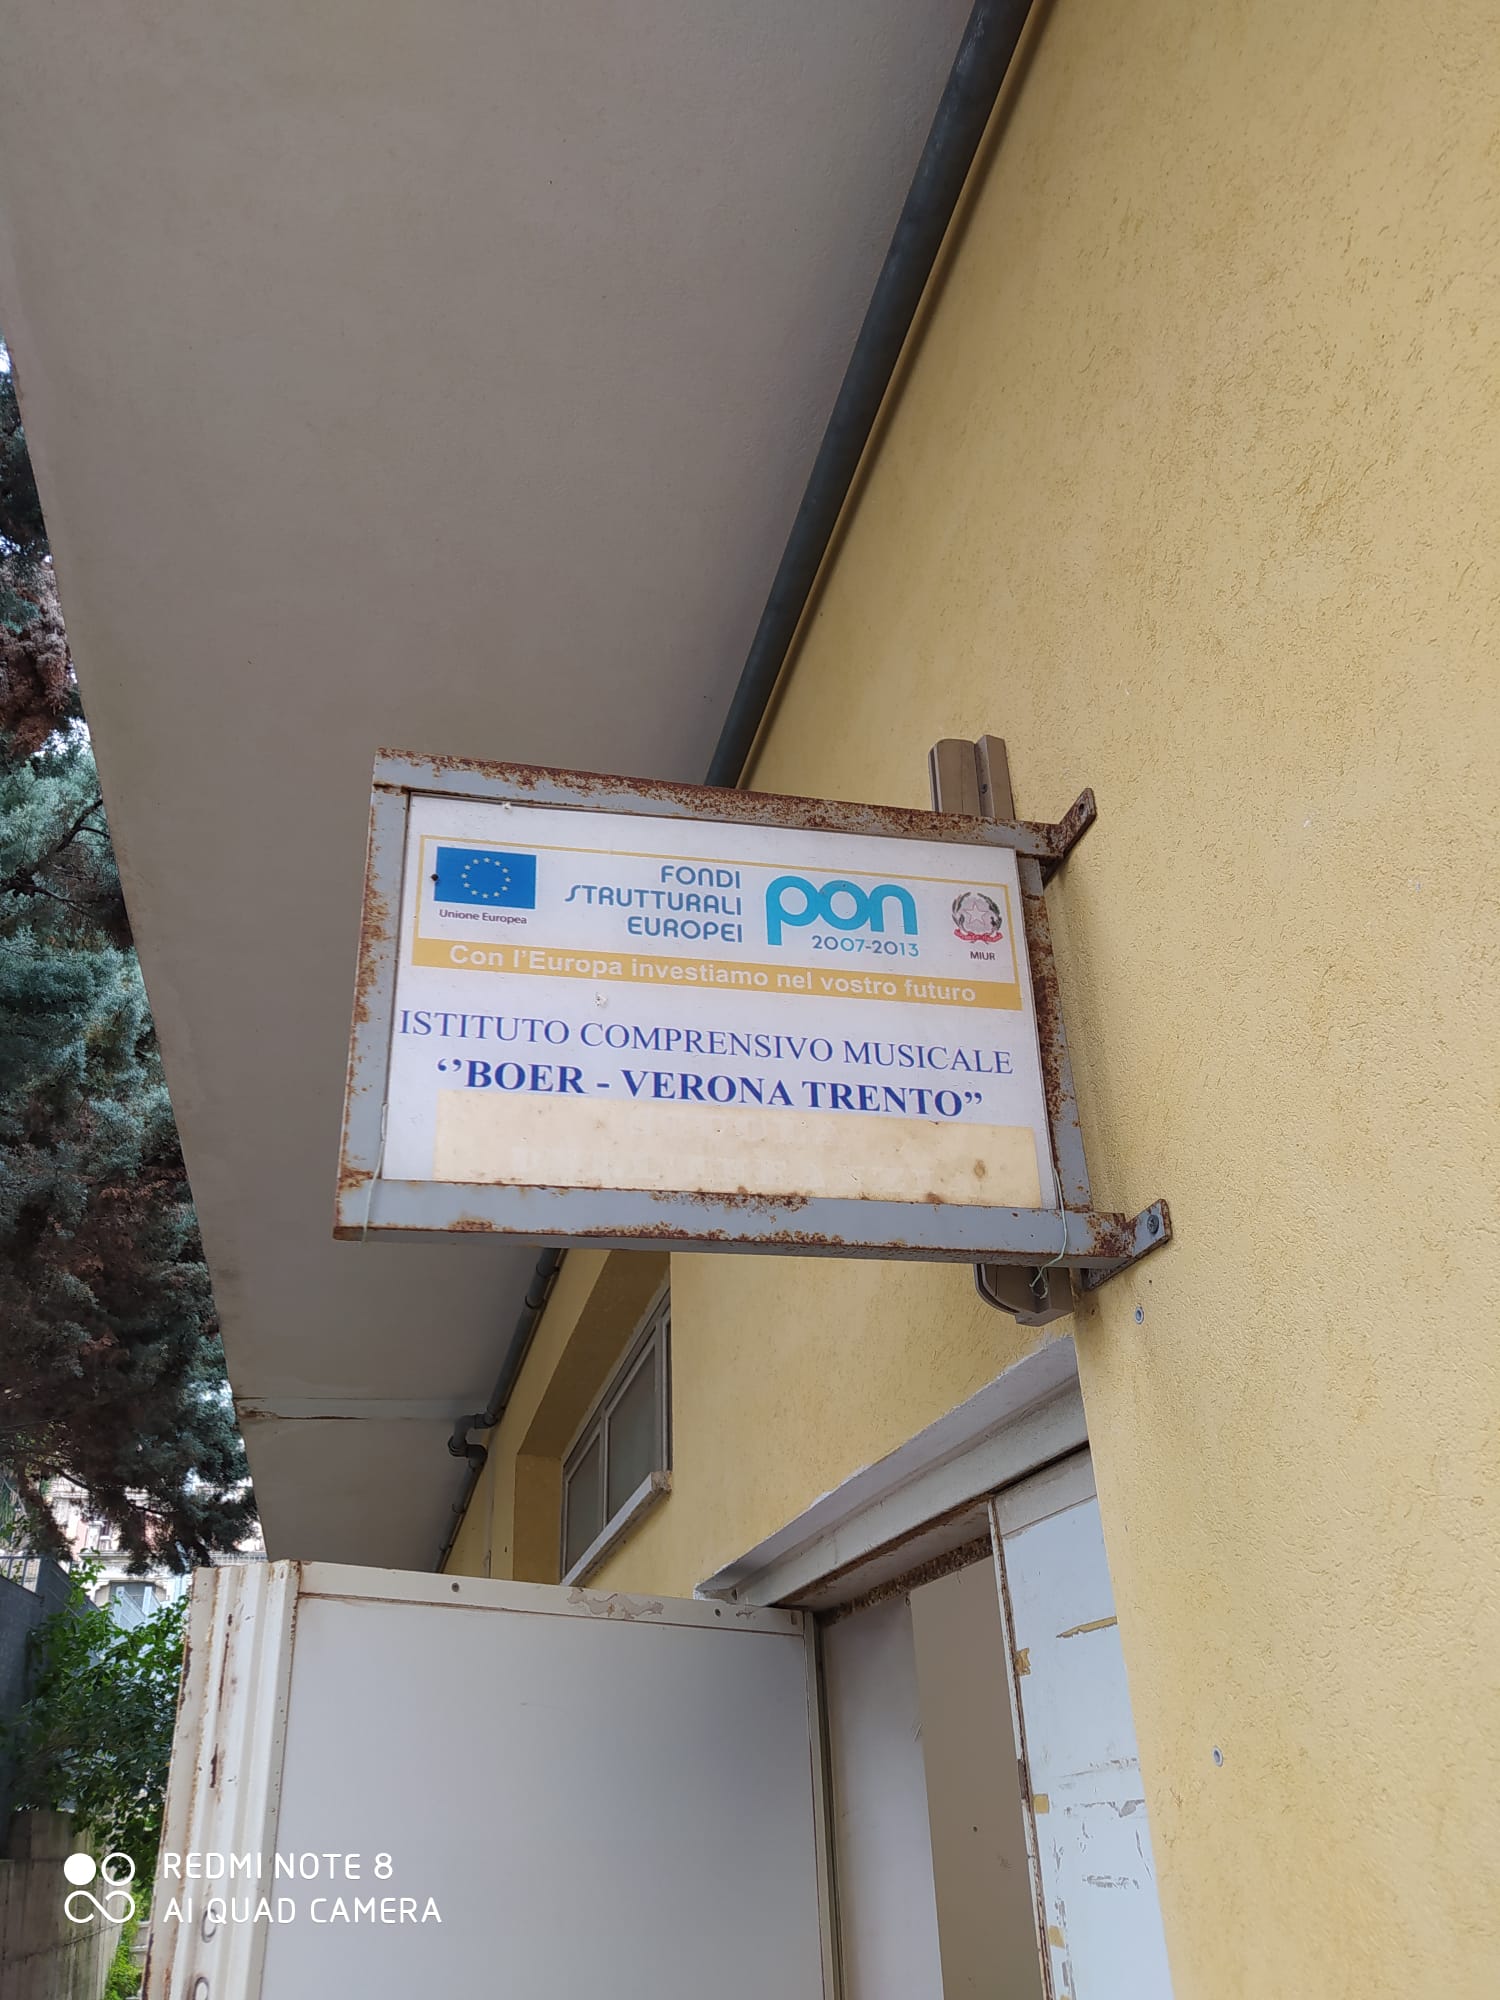 Unione Europea
FONDI
STRUTTURALI
EUROPEI
pon
2007-2013
MIUR
Con l'Europa investiamo nel vostro futuro
ISTITUTO COMPRENSIVO MUSICALE
‘’BOER - VERONA TRENTO”
REDMI NOTE 8
AI QUAD CAMERA